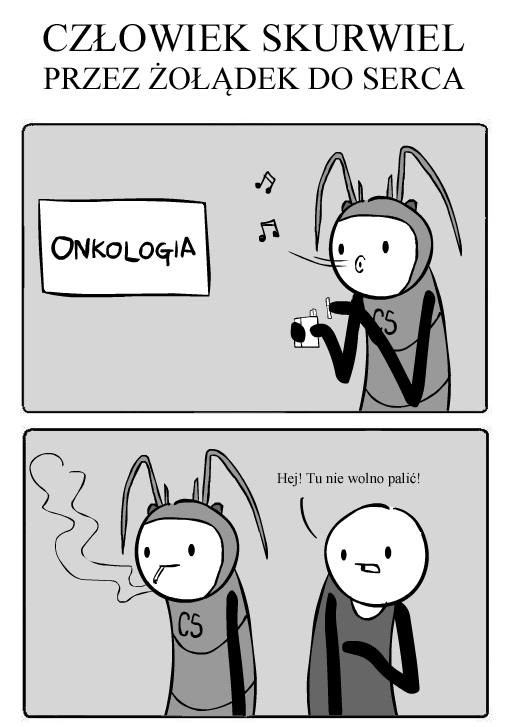 CZŁOWIEK SKURWIEL
PRZEZ ŻOŁĄDEK DO SERCA
ONKOLOGIA
CS
Hej! Tu nie wolno palić!
CS